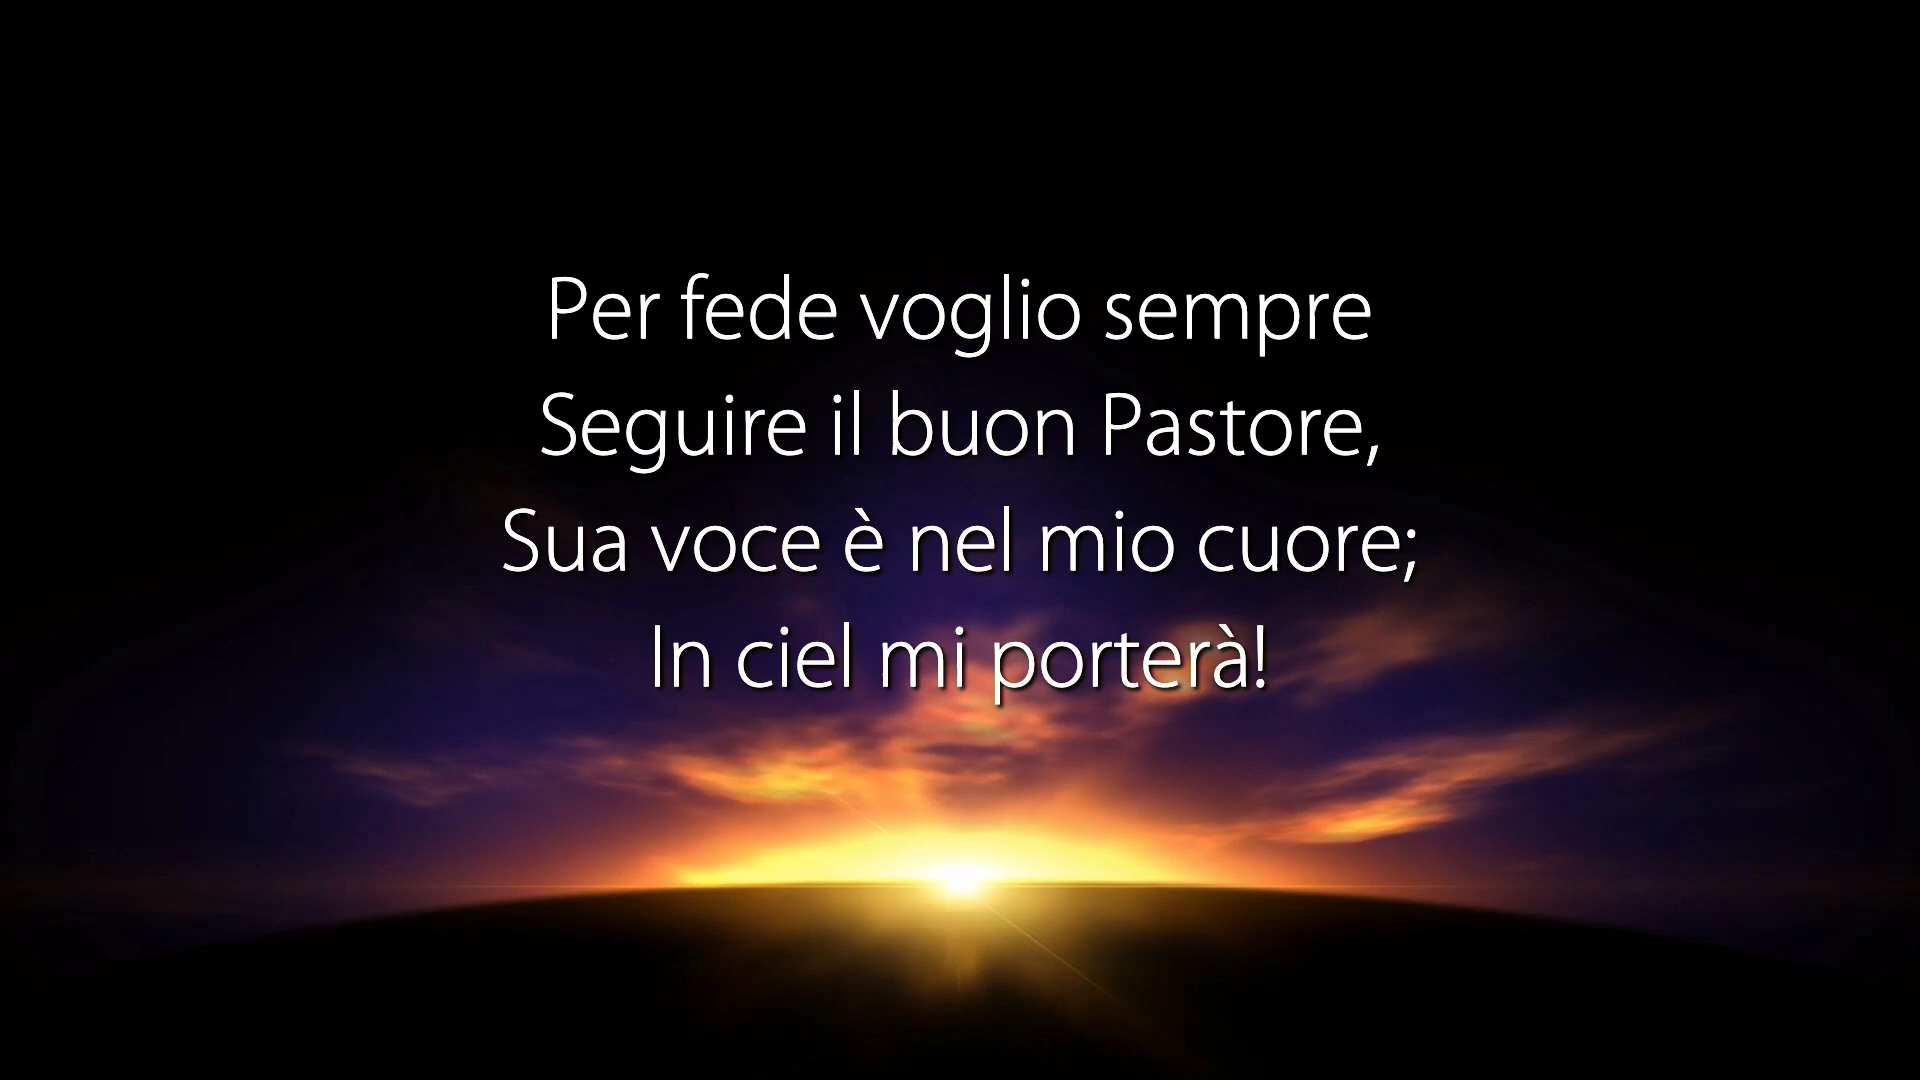 Per fede voglio sempre
Seguire il buon Pastore,
Sua voce è nel mio cuore;
In ciel mi porterà!